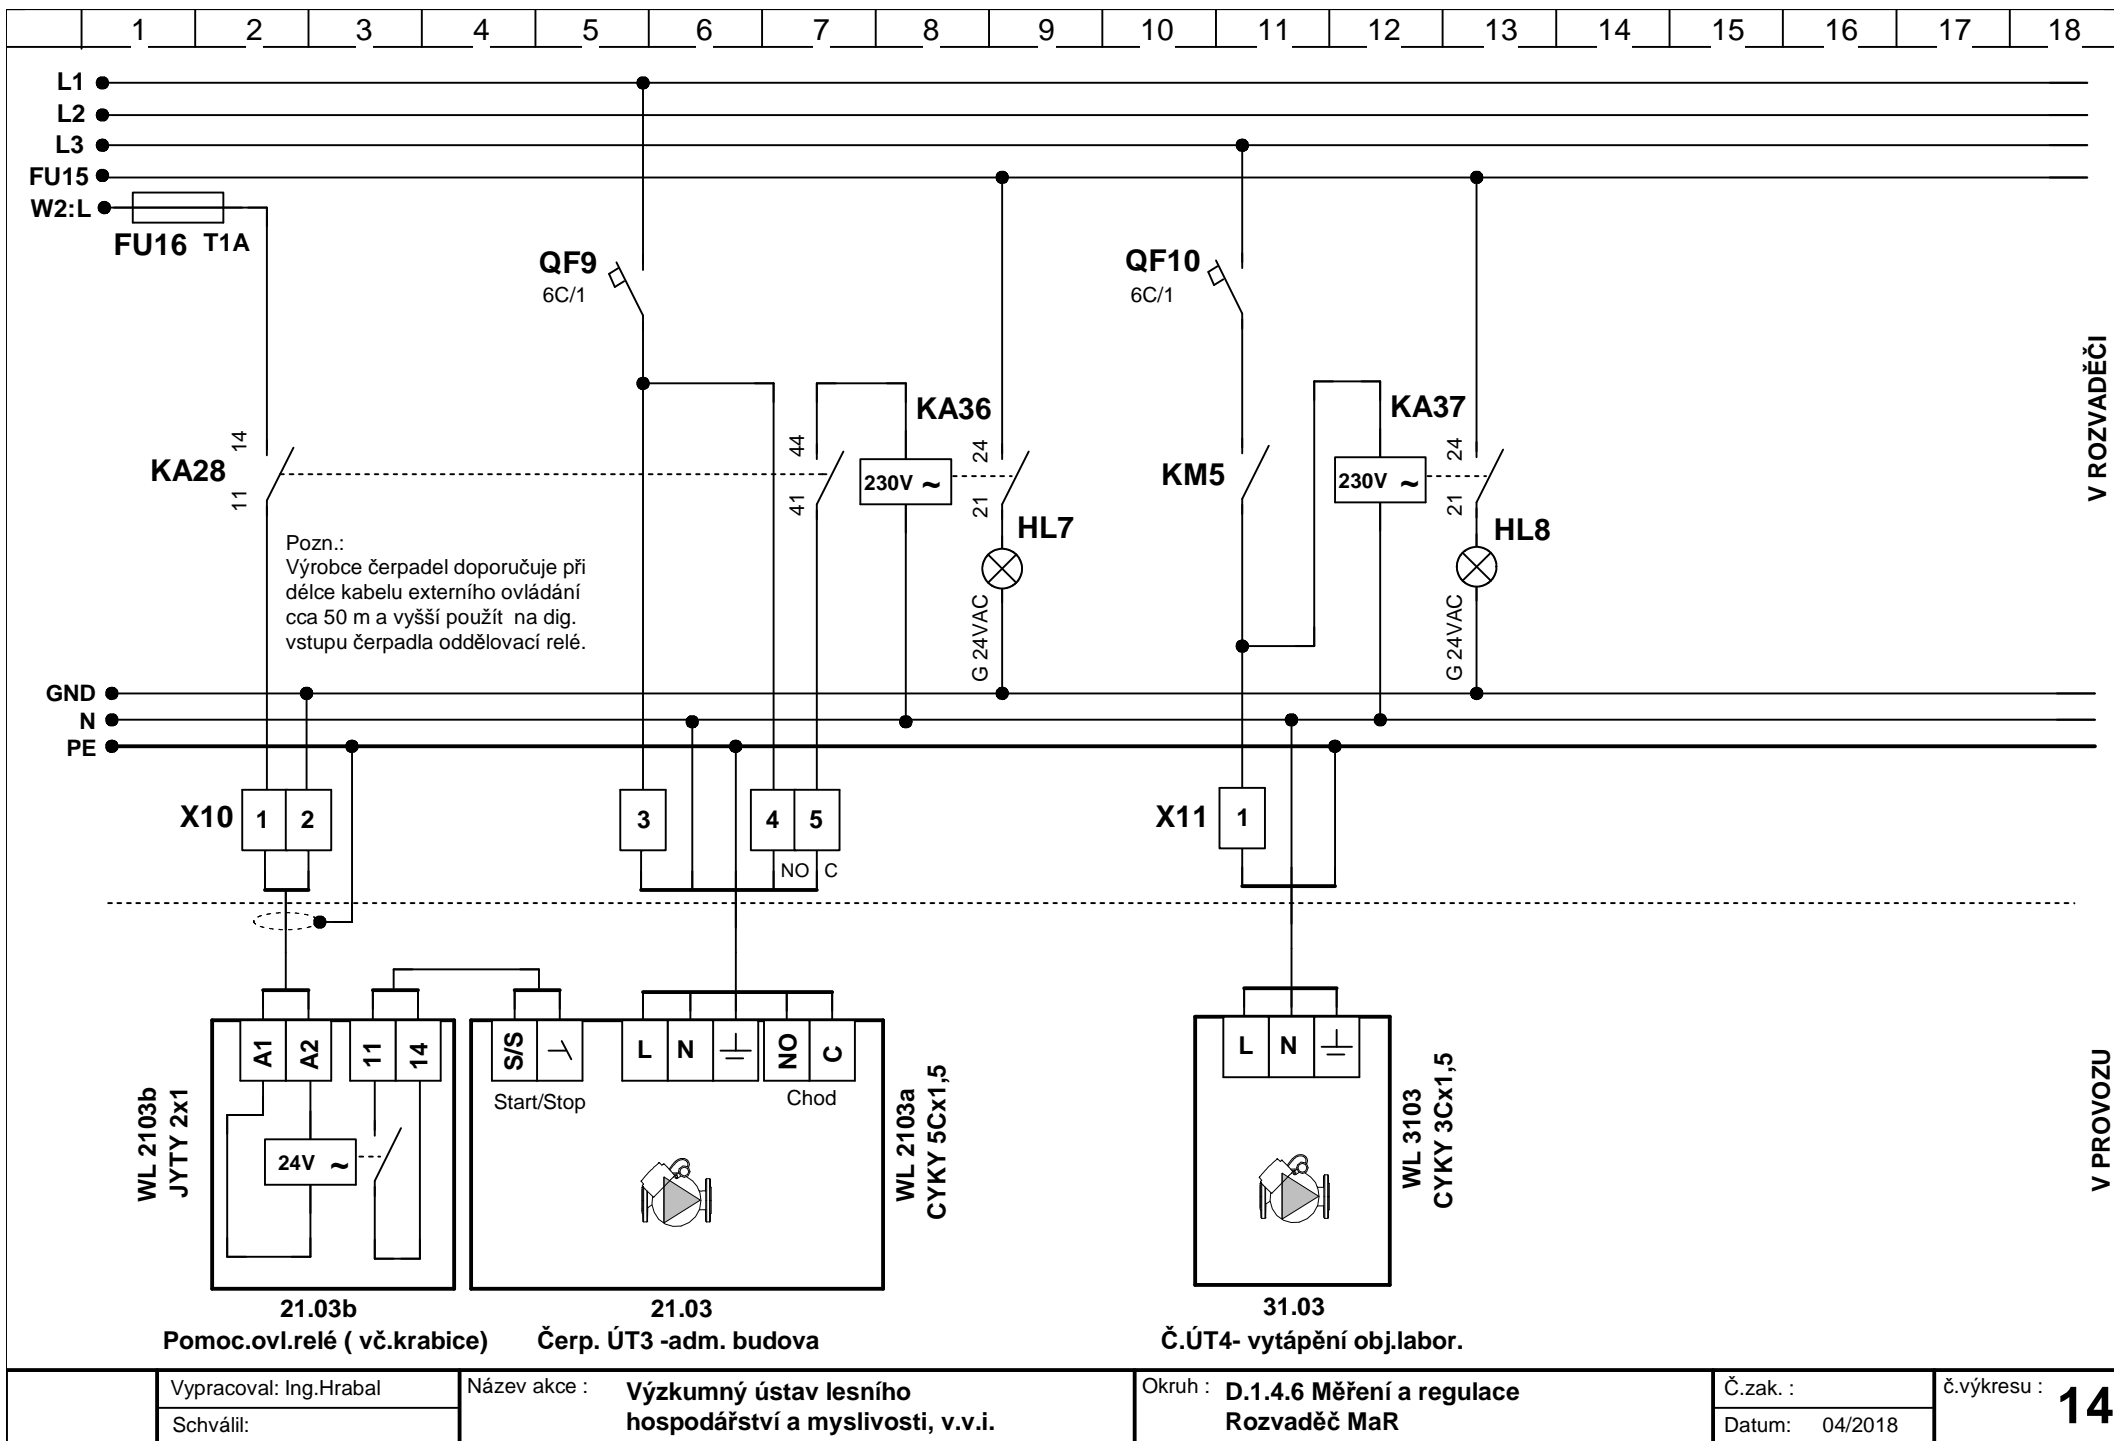 1 2 3 4 5 6 7 8 9 10 11 12 13 14 15 16 17 18
L1
L2
L3
FU15
W2:L
FU16 T1A
QF9
6C/1
QF10
6C/1
KA28
14
11
44
41
KA36
230V ~
24
21
HL7
G 24VAC
KM5
KA37
230V ~
24
21
HL8
G 24VAC
V ROZVADĚČI
Pozn.:
Výrobce čerpadel doporučuje při
délce kabelu externího ovládání
cca 50 m a vyšší použít na dig.
vstupu čerpadla oddělovací relé.
GND
N
PE
X10 1 2 3 4 5
NO C
X11 1
A1 A2 11 14
24V ~
WL 2103b
JYTY 2x1
S/S
Start/Stop
L N NO C
Chod
WL 2103a
CYKY 5Cx1,5
L N
WL 3103
CYKY 3Cx1,5
V PROVOZU
21.03b
Pomoc.ovl.relé ( vč.krabice)
21.03
Čerp. ÚT3 -adm. budova
31.03
Č.ÚT4- vytápění obj.labor.
Vypracoval: Ing.Hrabal
Schválil:
Název akce :
Výzkumný ústav lesního
hospodářství a myslivosti, v.v.i.
Okruh : D.1.4.6 Měření a regulace
Rozvaděč MaR
Č.zak. :
Datum: 04/2018
č.výkresu : 14